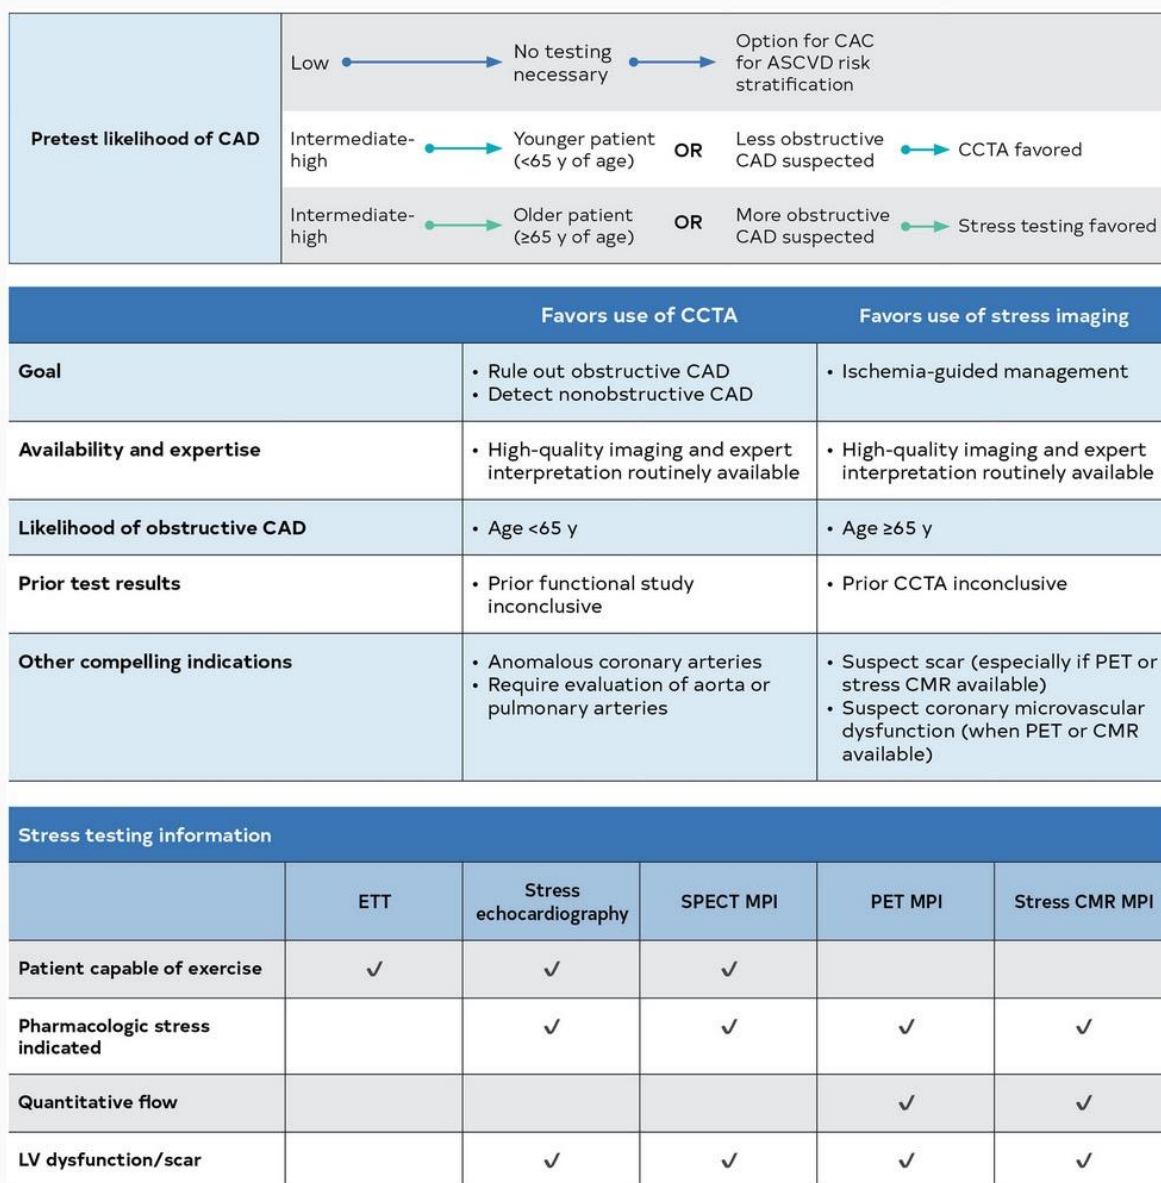 Pretest likelihood of CAD
Low
No testing
necessary
Option for CAC
for ASCVD risk
stratification
Intermediate-
high
Younger patient
(<65 y of age)
OR
Less obstructive
CAD suspected
CCTA favored
Intermediate-
high
Older patient
(≥65 y of age)
OR
More obstructive
CAD suspected
Stress testing favored
Favors use of CCTA
Favors use of stress imaging
Goal
• Rule out obstructive CAD
• Detect nonobstructive CAD
• Ischemia-guided management
Availability and expertise
• High-quality imaging and expert
interpretation routinely available
• High-quality imaging and expert
interpretation routinely available
Likelihood of obstructive CAD
• Age <65 y
• Age ≥65 y
Prior test results
• Prior functional study
inconclusive
• Prior CCTA inconclusive
Other compelling indications
• Anomalous coronary arteries
• Require evaluation of aorta or
pulmonary arteries
• Suspect scar (especially if PET or
stress CMR available)
• Suspect coronary microvascular
dysfunction (when PET or CMR
available)
Stress testing information
ETT
Stress
echocardiography
SPECT MPI
PET MPI
Stress CMR MPI
Patient capable of exercise
✓ ✓ ✓
Pharmacologic stress
indicated
✓ ✓ ✓ ✓
Quantitative flow
✓ ✓
LV dysfunction/scar
✓ ✓ ✓ ✓